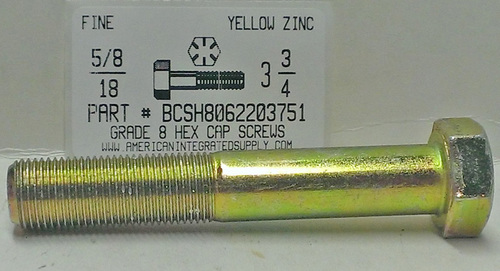 FINE YELLOW ZINC
5/8
18
3 3/4
PART # BCSH8062203751
GRADE 8 HEX CAP SCREWS
WWW.AMERICANINTEGRATEDSUPPLY.COM